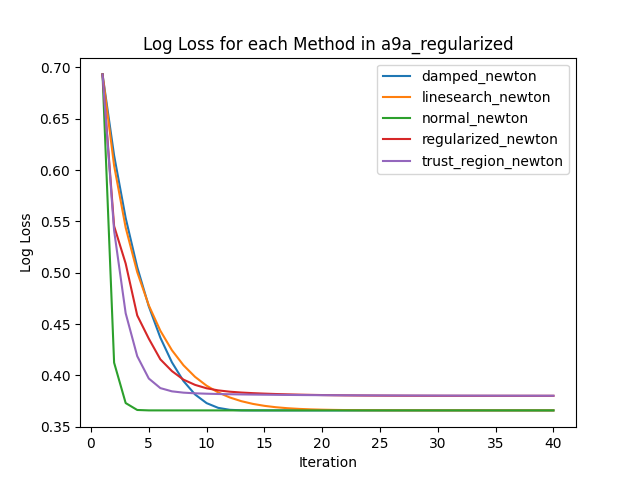 Log Loss for each Method in a9a_regularized
damped_newton
linesearch_newton
normal_newton
regularized_newton
trust_region_newton
0.70
0.65
0.60
0.55
0.50
0.45
0.40
0.35
Log Loss
0 5 10 15 20 25 30 35 40
Iteration